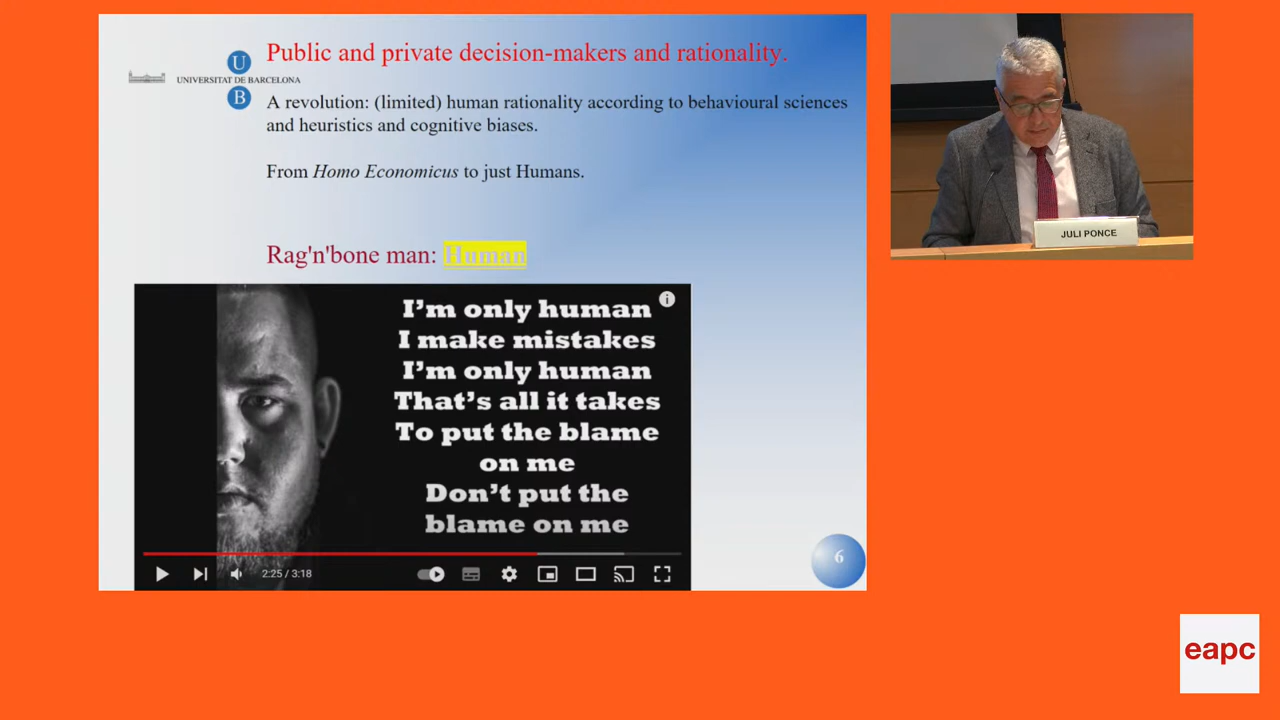 Public and private decision-makers and rationality.
U
UNIVERSITAT DE BARCELONA
B
A revolution: (limited) human rationality according to behavioural sciences
and heuristics and cognitive biases.
From Homo Economicus to just Humans.
Rag'n'bone man: Human
I'm only human
I make mistakes
I'm only human
That's all it takes
To put the blame
on me
Don't put the
blame on me
2:25 / 3:18
6
JULI PONCE
eapc